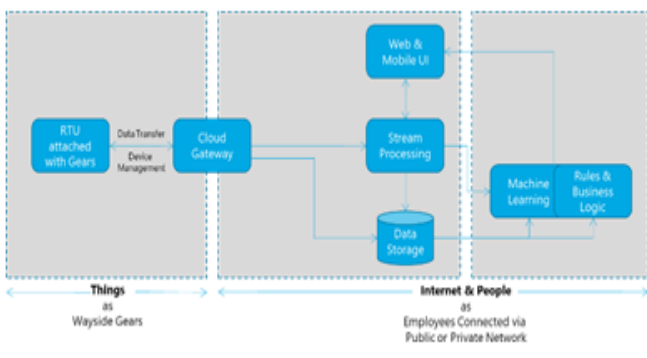 Web &
Mobile UI
RTU
attached
with Gears
Data Transfer
Device
Management
Cloud
Gateway
Stream
Processing
Machine
Learning
Rules &
Business
Logic
Data
Storage
Things
as
Wayside Gears
Internet & People
as
Employees Connected via
Public or Private Network